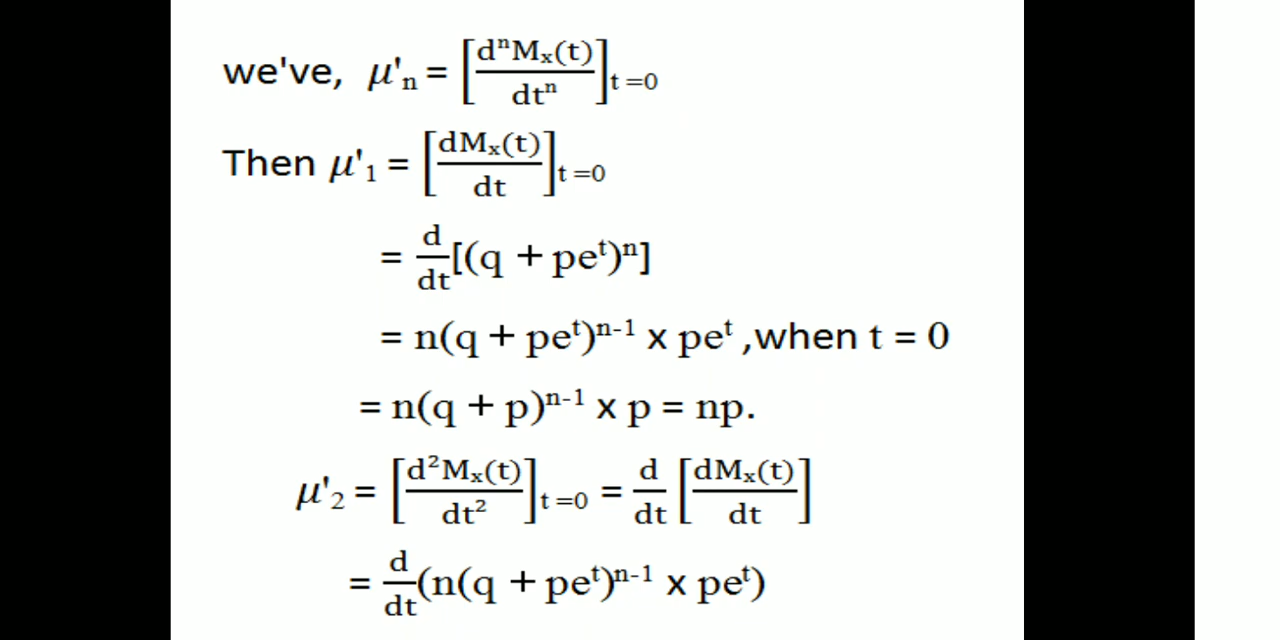 we've, μ'ₙ = [dⁿMₓ(t)/dtⁿ]ₜ₌₀
Then μ'₁ = [dMₓ(t)/dt]ₜ₌₀
= d/dt[(q + peᵗ)ⁿ]
= n(q + peᵗ)ⁿ⁻¹ x peᵗ ,when t = 0
= n(q + p)ⁿ⁻¹ x p = np.
μ'₂ = [d²Mₓ(t)/dt²]ₜ₌₀ = d/dt [dMₓ(t)/dt]
= d/dt(n(q + peᵗ)ⁿ⁻¹ x peᵗ)